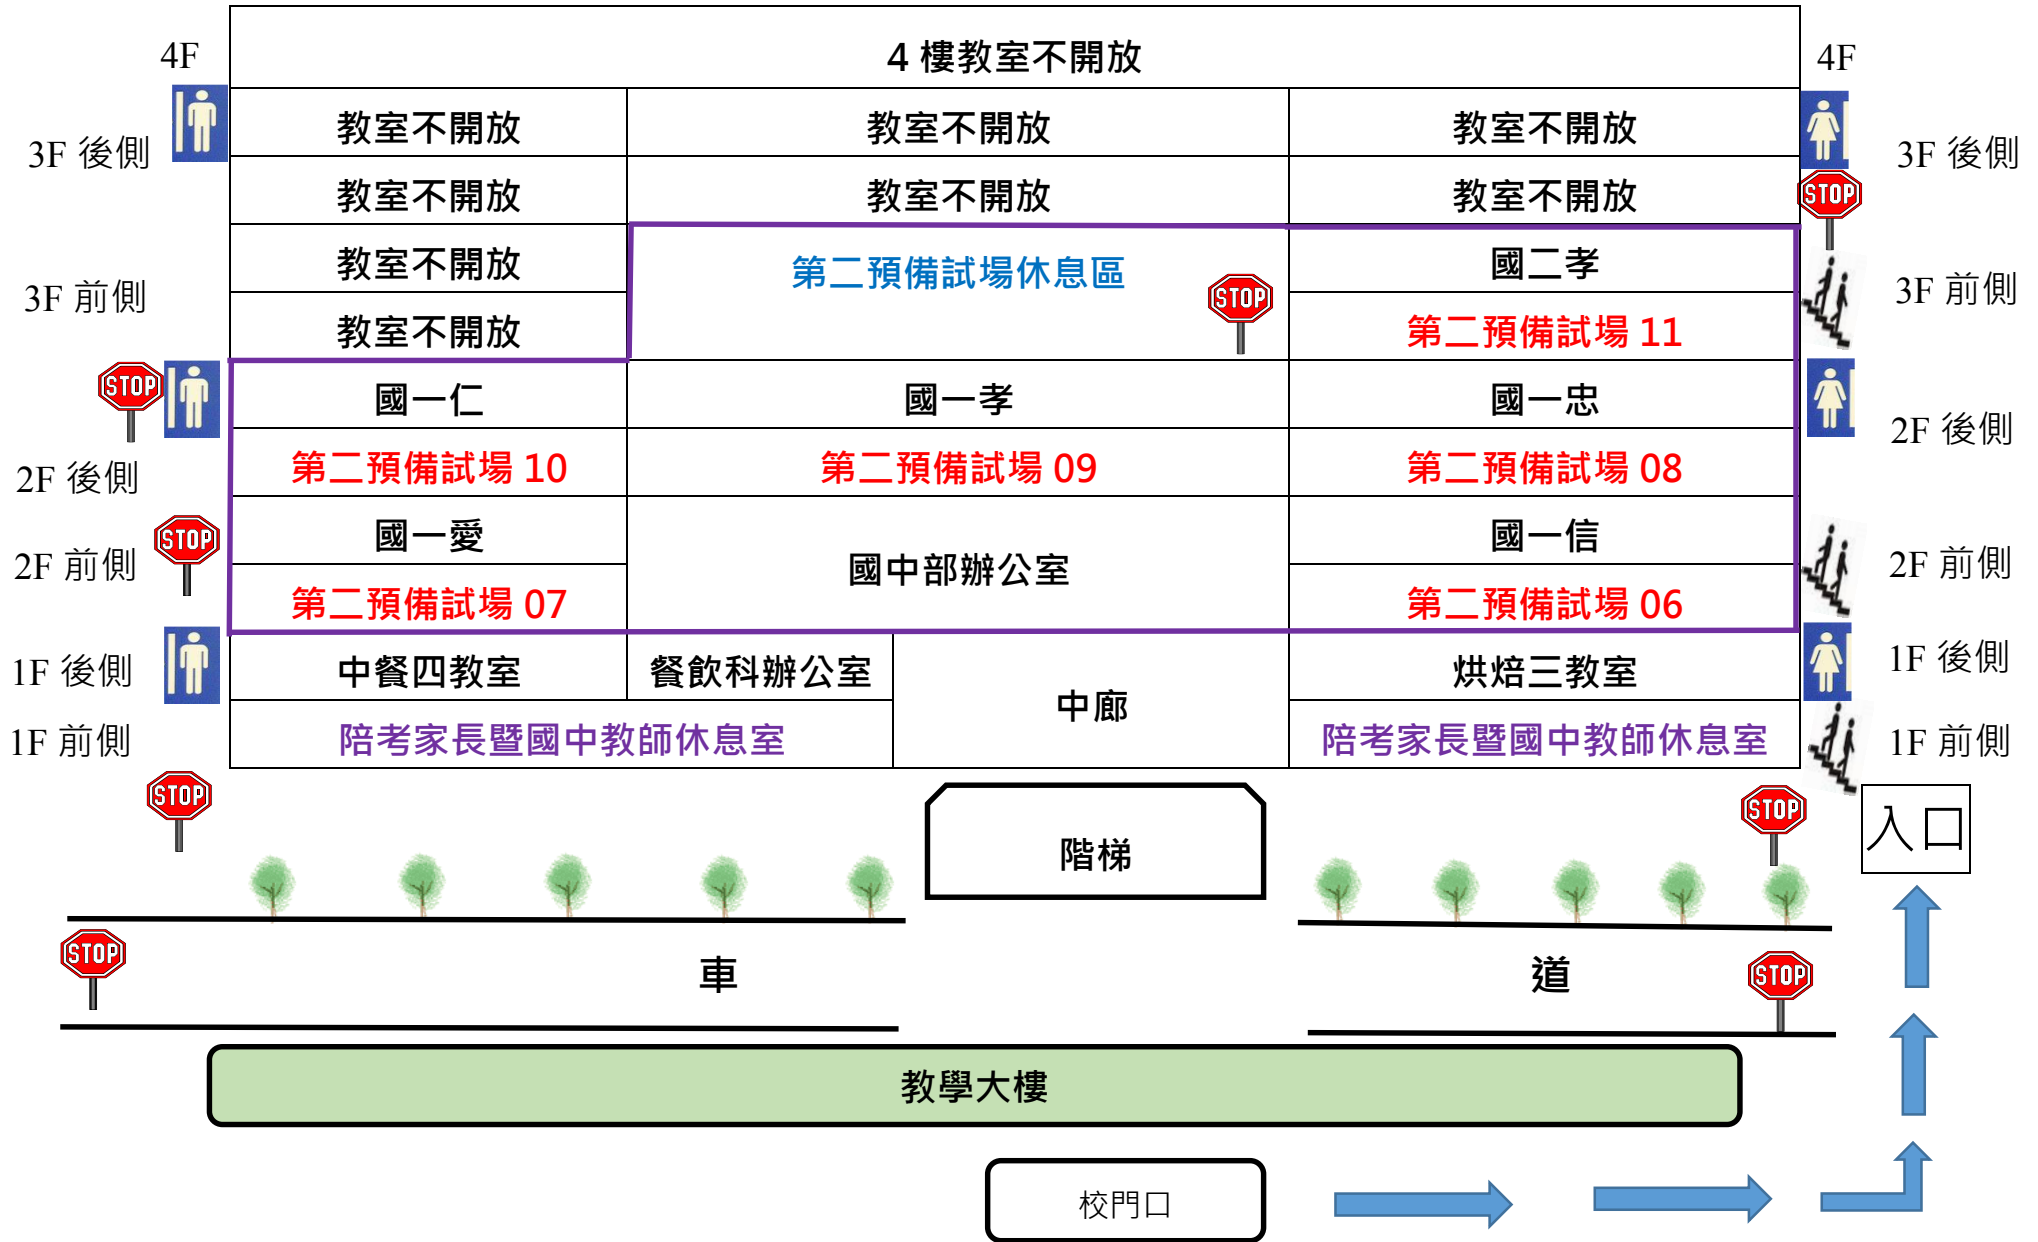 4F
4 樓教室不開放
4F
教室不開放
教室不開放
教室不開放
3F 後側
3F 後側
教室不開放
教室不開放
教室不開放
STOP
教室不開放
第二預備試場休息區
國二孝
3F 前側
STOP
3F 前側
教室不開放
第二預備試場 11
STOP
國一仁
國一孝
國一忠
2F 後側
第二預備試場 10
第二預備試場 09
第二預備試場 08
2F 後側
國一愛
國一信
STOP
2F 前側
國中部辦公室
2F 前側
第二預備試場 07
第二預備試場 06
1F 後側
中餐四教室
餐飲科辦公室
烘焙三教室
1F 後側
中廊
1F 前側
陪考家長暨國中教師休息室
陪考家長暨國中教師休息室
1F 前側
STOP
STOP
入口
階梯
STOP
車
道
STOP
教學大樓
校門口